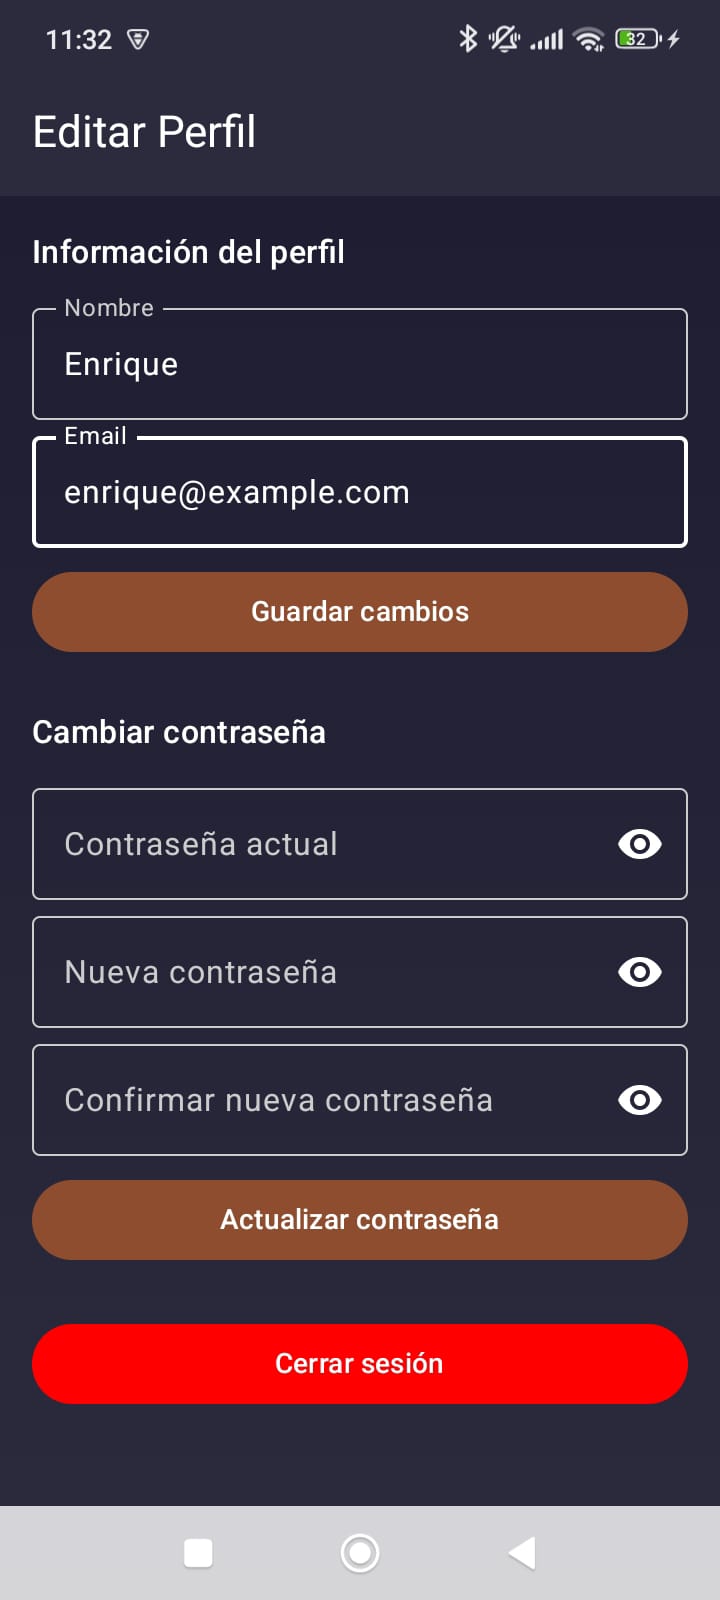 11:32
32
Editar Perfil
Información del perfil
Nombre
Enrique
Email
enrique@example.com
Guardar cambios
Cambiar contraseña
Contraseña actual
Nueva contraseña
Confirmar nueva contraseña
Actualizar contraseña
Cerrar sesión